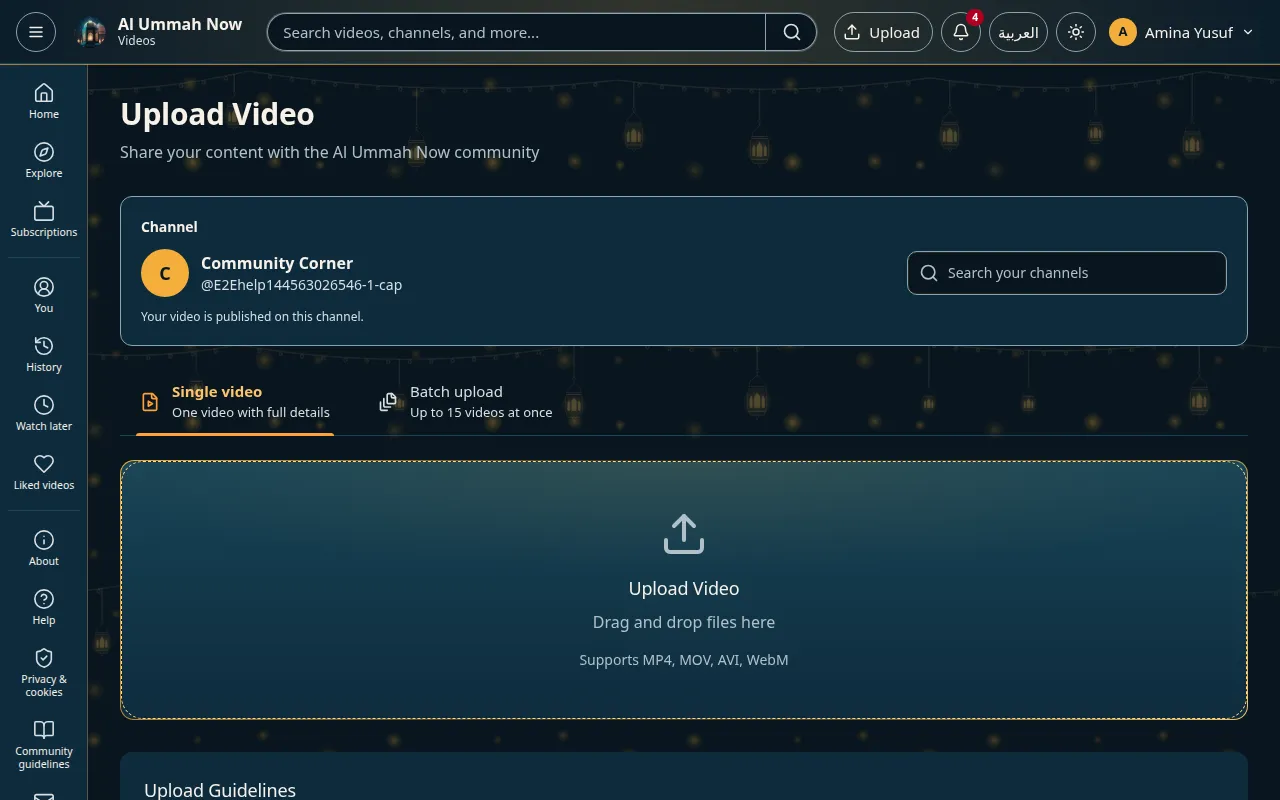 AI Ummah Now
Videos
Search videos, channels, and more...
Upload
4
العربية
A
Amina Yusuf
Home
Explore
Subscriptions
You
History
Watch later
Liked videos
About
Help
Privacy &
cookies
Community
guidelines
Upload Video
Share your content with the AI Ummah Now community
Channel
C
Community Corner
@E2Ehelp144563026546-1-cap
Search your channels
Your video is published on this channel.
Single video
One video with full details
Batch upload
Up to 15 videos at once
Upload Video
Drag and drop files here
Supports MP4, MOV, AVI, WebM
Upload Guidelines